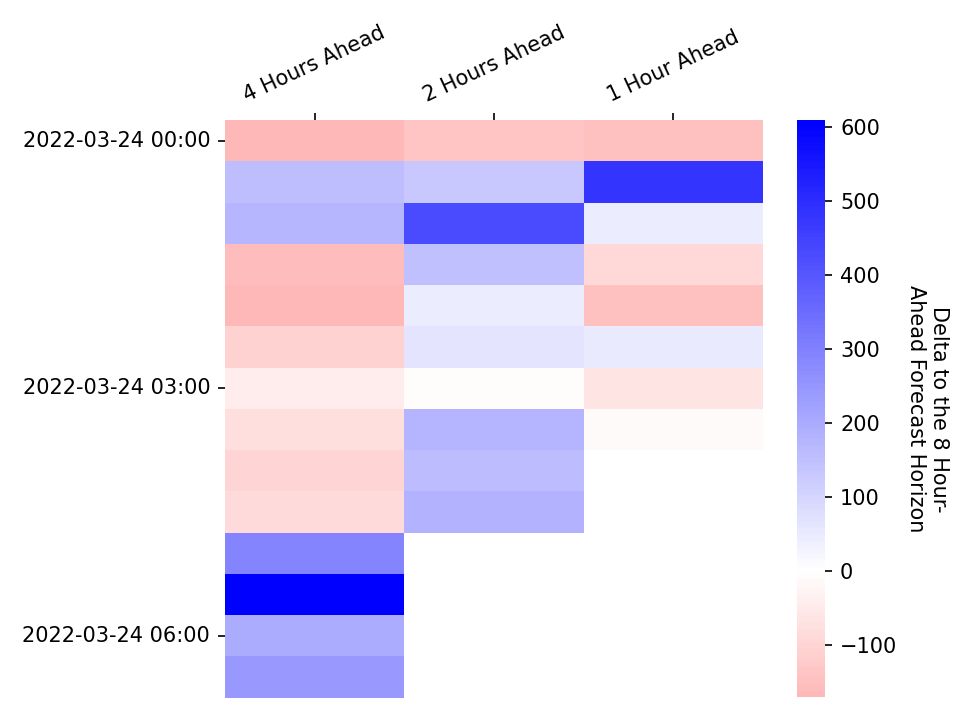 4 Hours Ahead
2 Hours Ahead
1 Hour Ahead
2022-03-24 00:00
2022-03-24 03:00
2022-03-24 06:00
600
500
400
300
200
100
0
−100
Delta to the 8 Hour-
Ahead Forecast Horizon